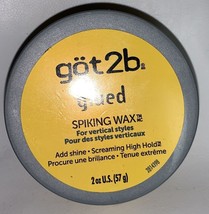 göt2b
glued
SPIKING WAX
For vertical styles
Pour des styles verticaux
Add shine • Screaming High Hold
Procure une brillance • Tenue extrême
2 oz U.S. (57 g)